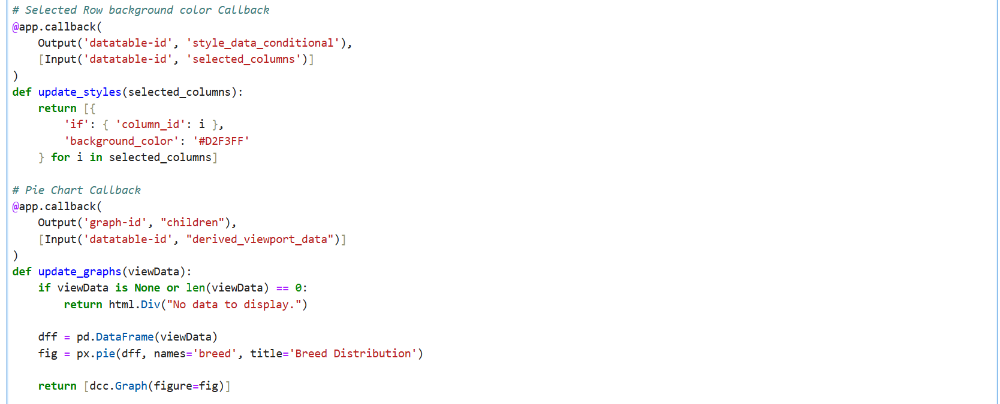 # Selected Row background color Callback
@app.callback(
    Output('datatable-id', 'style_data_conditional'),
    [Input('datatable-id', 'selected_columns')]
)
def update_styles(selected_columns):
    return [{
        'if': { 'column_id': i },
        'background_color': '#D2F3FF'
    } for i in selected_columns]

# Pie Chart Callback
@app.callback(
    Output('graph-id', "children"),
    [Input('datatable-id', "derived_viewport_data")]
)
def update_graphs(viewData):
    if viewData is None or len(viewData) == 0:
        return html.Div("No data to display.")

    dff = pd.DataFrame(viewData)
    fig = px.pie(dff, names='breed', title='Breed Distribution')

    return [dcc.Graph(figure=fig)]